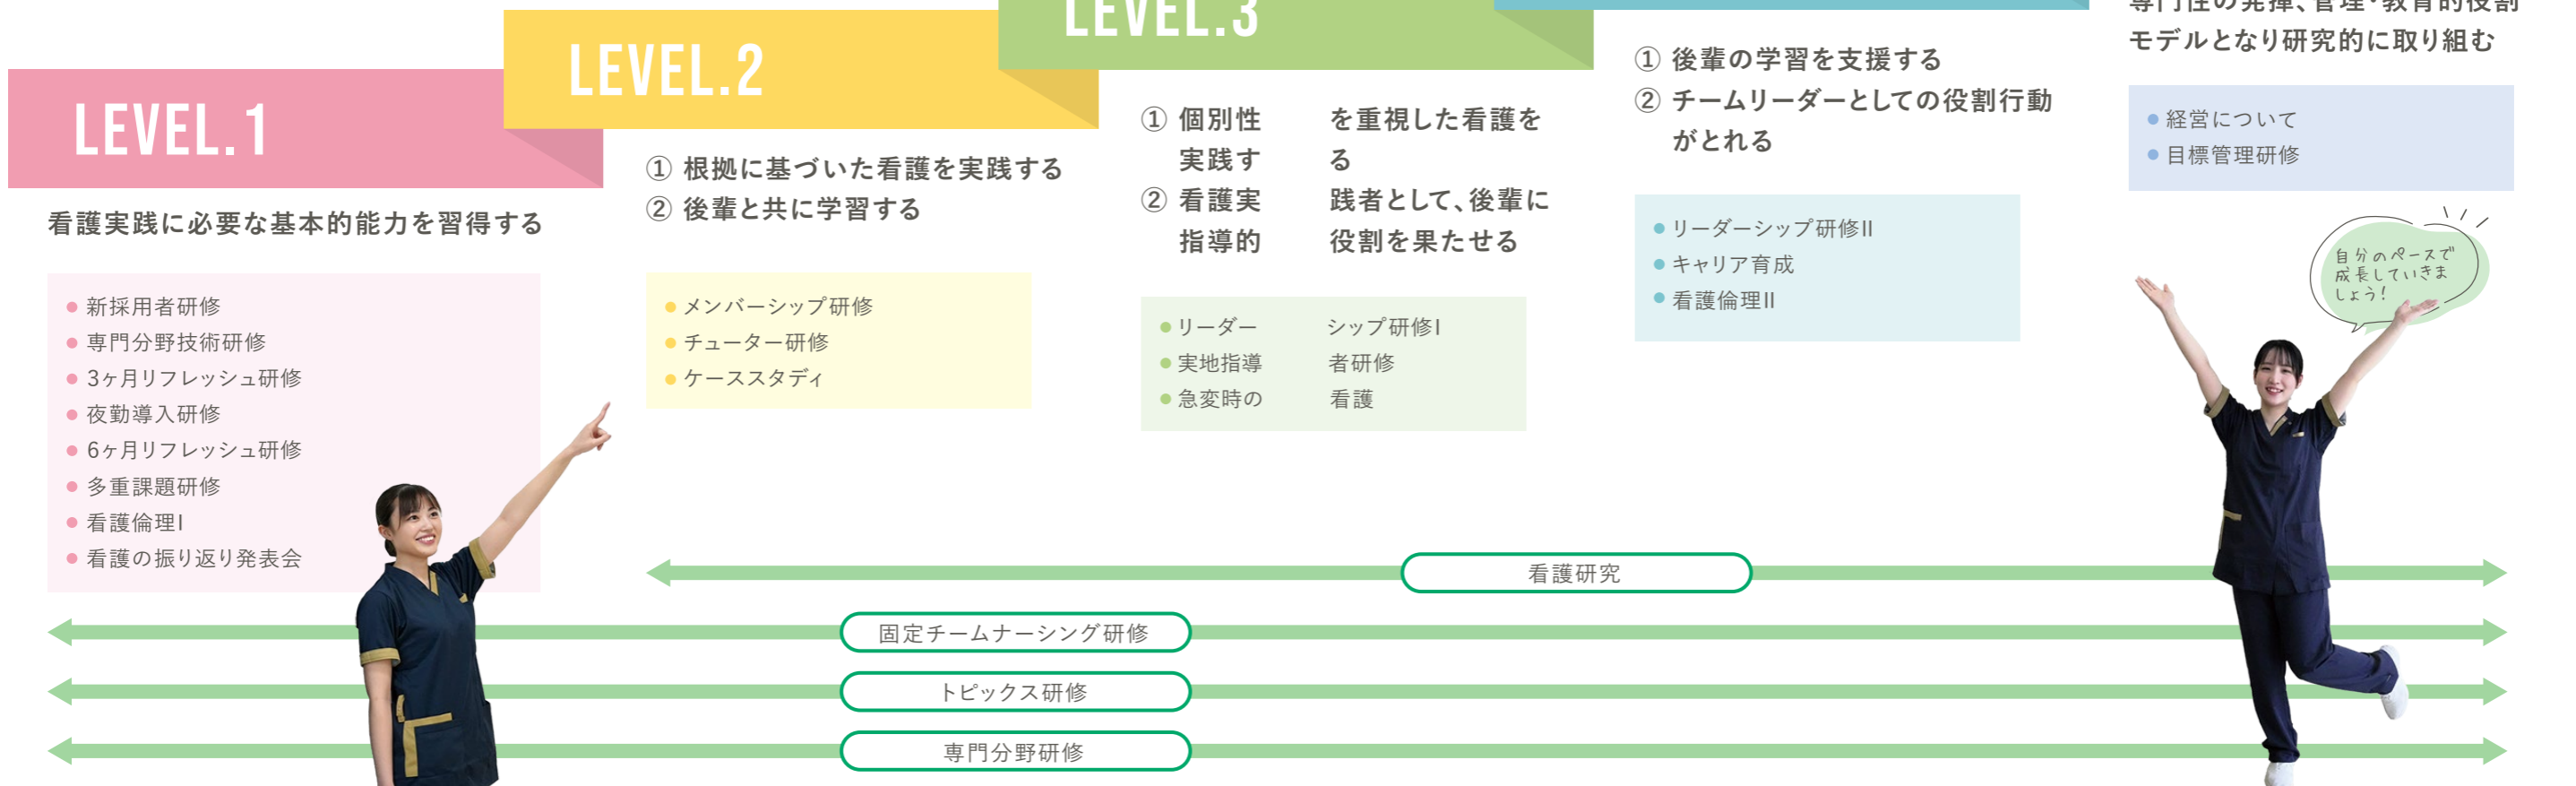 LEVEL.1
看護実践に必要な基本的能力を習得する
新採用者研修
専門分野技術研修
3ヶ月リフレッシュ研修
夜勤導入研修
6ヶ月リフレッシュ研修
多重課題研修
看護倫理I
看護の振り返り発表会
LEVEL.2
① 根拠に基づいた看護を実践する
② 後輩と共に学習する
メンバーシップ研修
チューター研修
ケーススタディ
LEVEL.3
① 個別性 を重視した看護を
実践す る
② 看護実 践者として、後輩に
指導的 役割を果たせる
リーダー シップ研修I
実地指導 者研修
急変時の 看護
① 後輩の学習を支援する
② チームリーダーとしての役割行動
がとれる
リーダーシップ研修II
キャリア育成
看護倫理II
専門性の発揮、管理・教育的役割
モデルとなり研究的に取り組む
経営について
目標管理研修
自分のペースで
成長していきま
しょう!
看護研究
固定チームナーシング研修
トピックス研修
専門分野研修